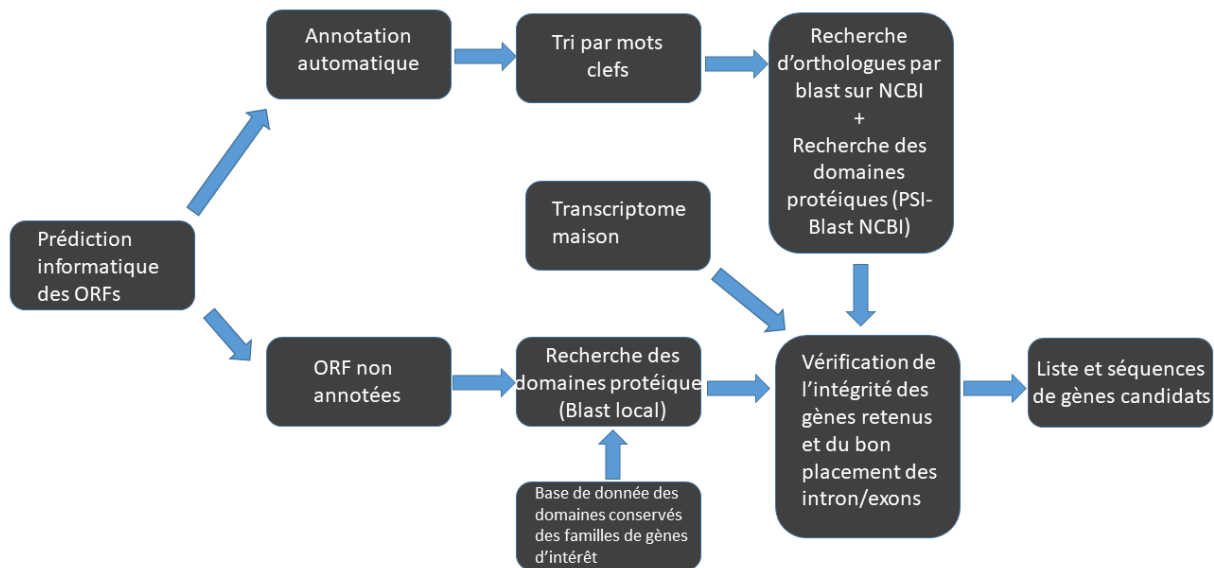 Annotation
automatique
Tri par mots
clefs
Recherche
d'orthologues par
blast sur NCBI
+
Recherche des
domaines
protéiques (PSI-
Blast NCBI)
Transcriptome
maison
Prédiction
informatique
des ORFs
ORF non
annotées
Recherche des
domaines protéique
(Blast local)
Vérification de
l'intégrité des
gènes retenus
et du bon
placement des
intron/exons
Liste et séquences
de gènes candidats
Base de donnée des
domaines conservés
des familles de gènes
d'intérêt